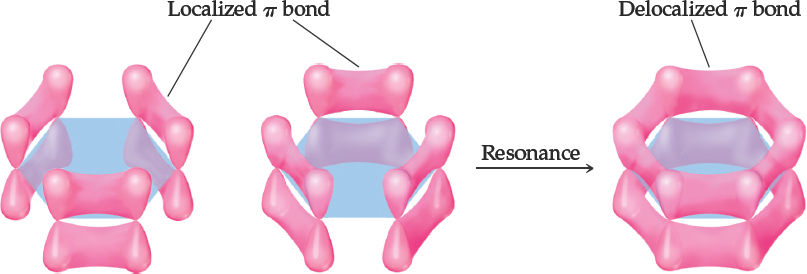 Localized π bond
Delocalized π bond
Resonance